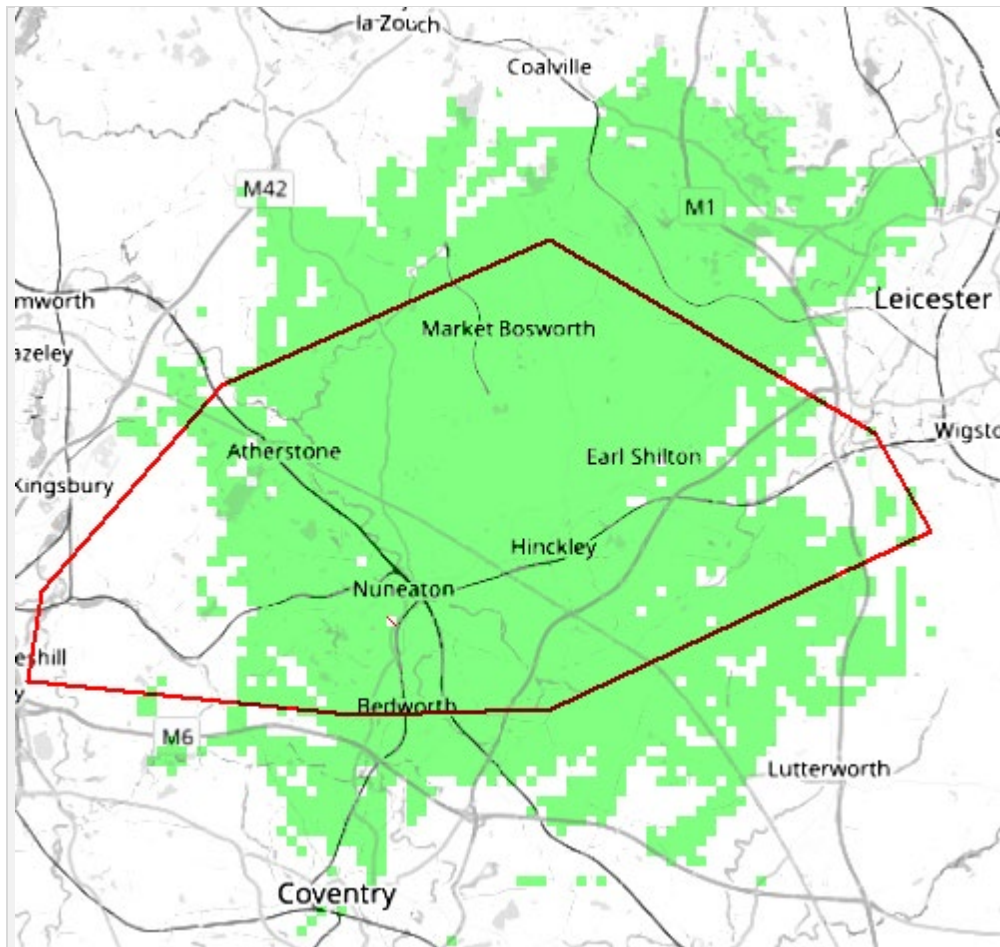 la-Zouch
Coalville
M42
M1
mworth
Leicester
Market Bosworth
azeley
Wigsto
Atherstone
Earl Shilton
Kingsbury
Hinckley
Nuneaton
eshill
y
Bedworth
M6
Lutterworth
Coventry